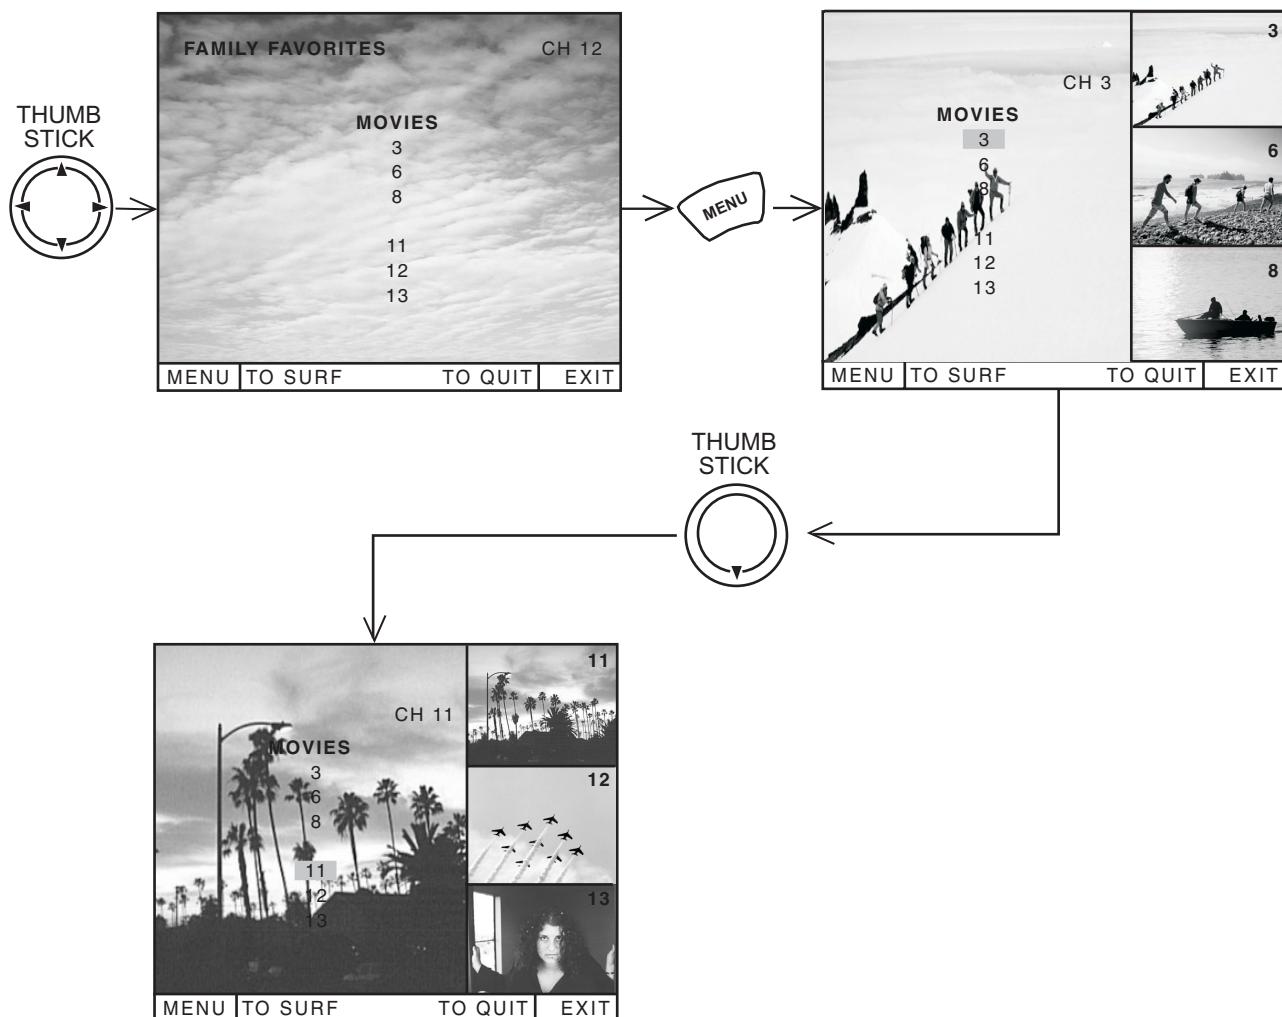 THUMB
STICK
FAMILY FAVORITES CH 12
MOVIES
3
6
8
11
12
13
MENU TO SURF TO QUIT EXIT
MENU
CH 3
MOVIES
3
6
8
11
12
13
3
6
8
MENU TO SURF TO QUIT EXIT
THUMB
STICK
CH 11
MOVIES
3
6
8
11
12
13
11
12
13
MENU TO SURF TO QUIT EXIT